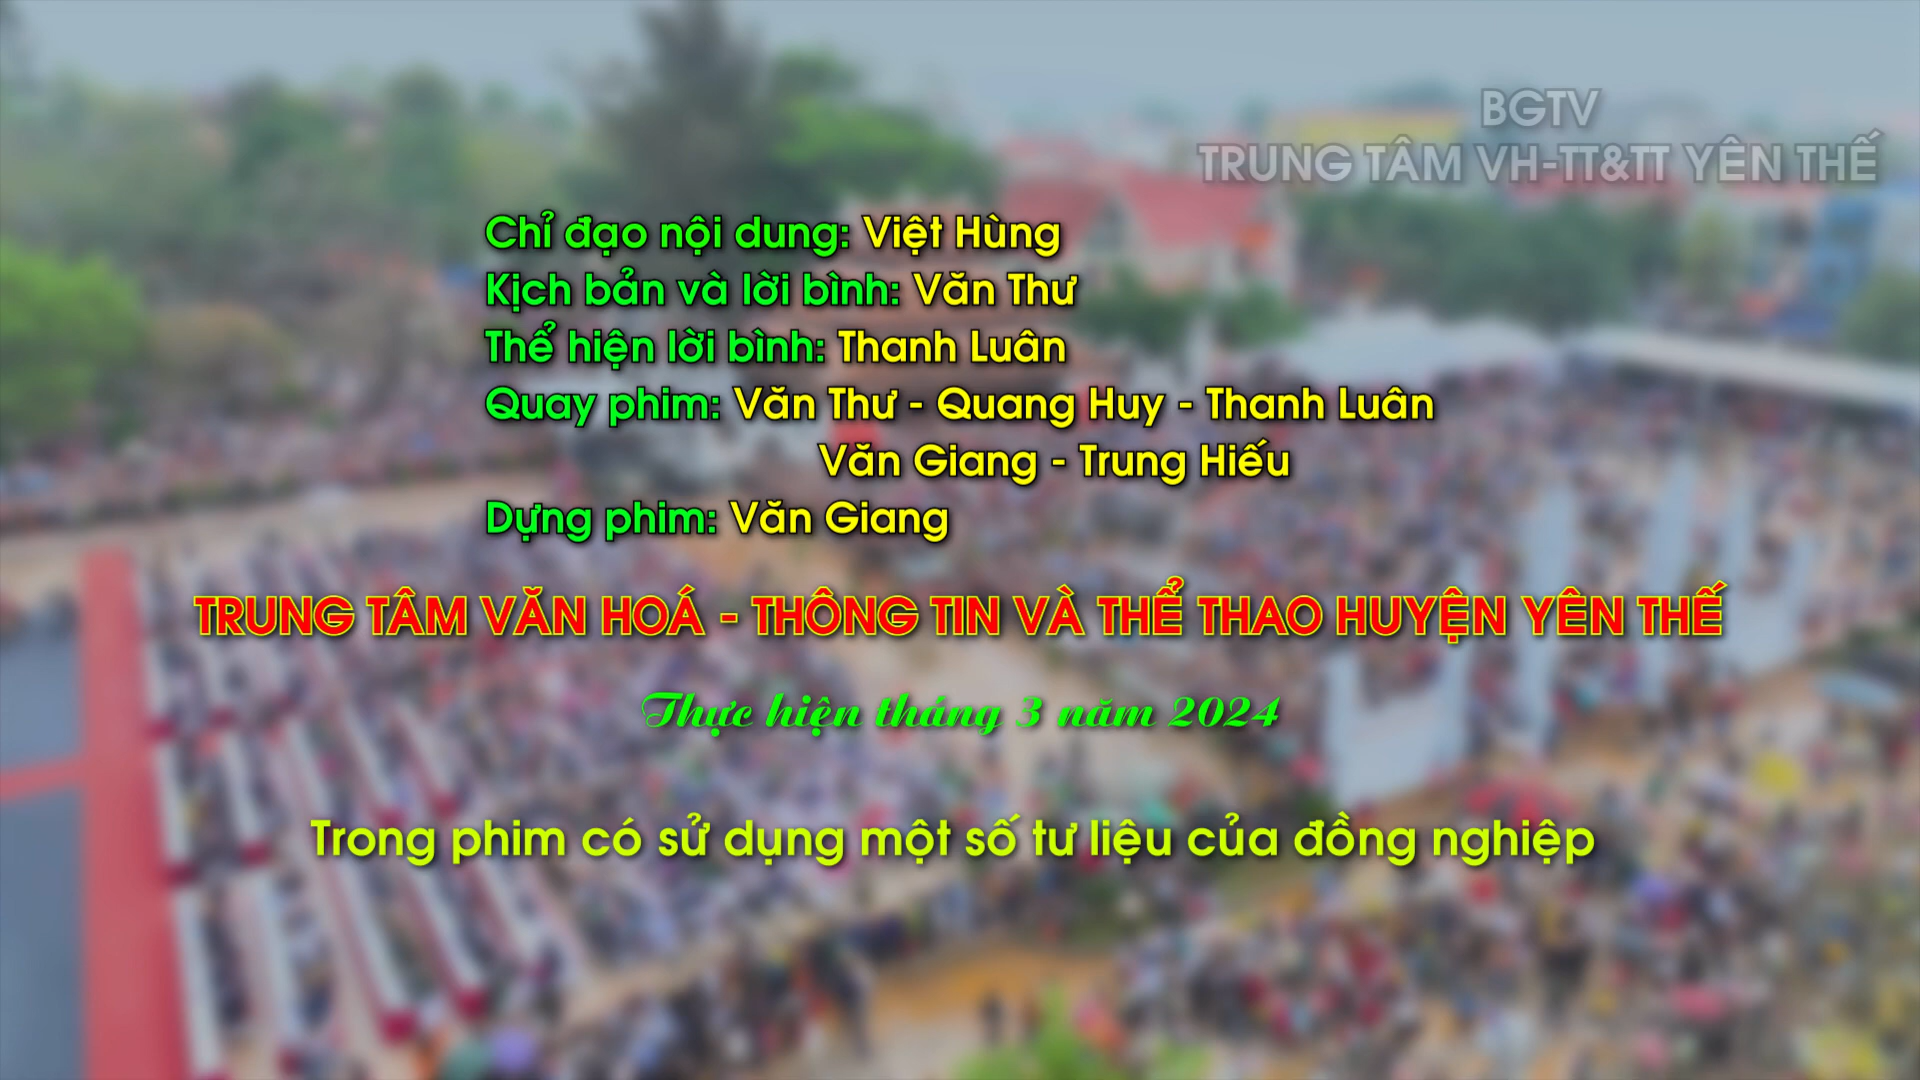 BGTV
TRUNG TÂM VH-TT&TT YÊN THẾ
Chỉ đạo nội dung: Việt Hùng
Kịch bản và lời bình: Văn Thư
Thể hiện lời bình: Thanh Luân
Quay phim: Văn Thư - Quang Huy - Thanh Luân
Văn Giang - Trung Hiếu
Dựng phim: Văn Giang
TRUNG TÂM VĂN HOÁ - THÔNG TIN VÀ THỂ THAO HUYỆN YÊN THẾ
Thực hiện tháng 3 năm 2024
Trong phim có sử dụng một số tư liệu của đồng nghiệp